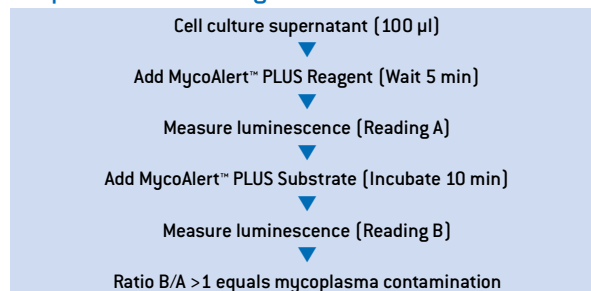 Cell culture supernatant (100 µl)
Add MycoAlert™ PLUS Reagent (Wait 5 min)
Measure luminescence (Reading A)
Add MycoAlert™ PLUS Substrate (Incubate 10 min)
Measure luminescence (Reading B)
Ratio B/A >1 equals mycoplasma contamination